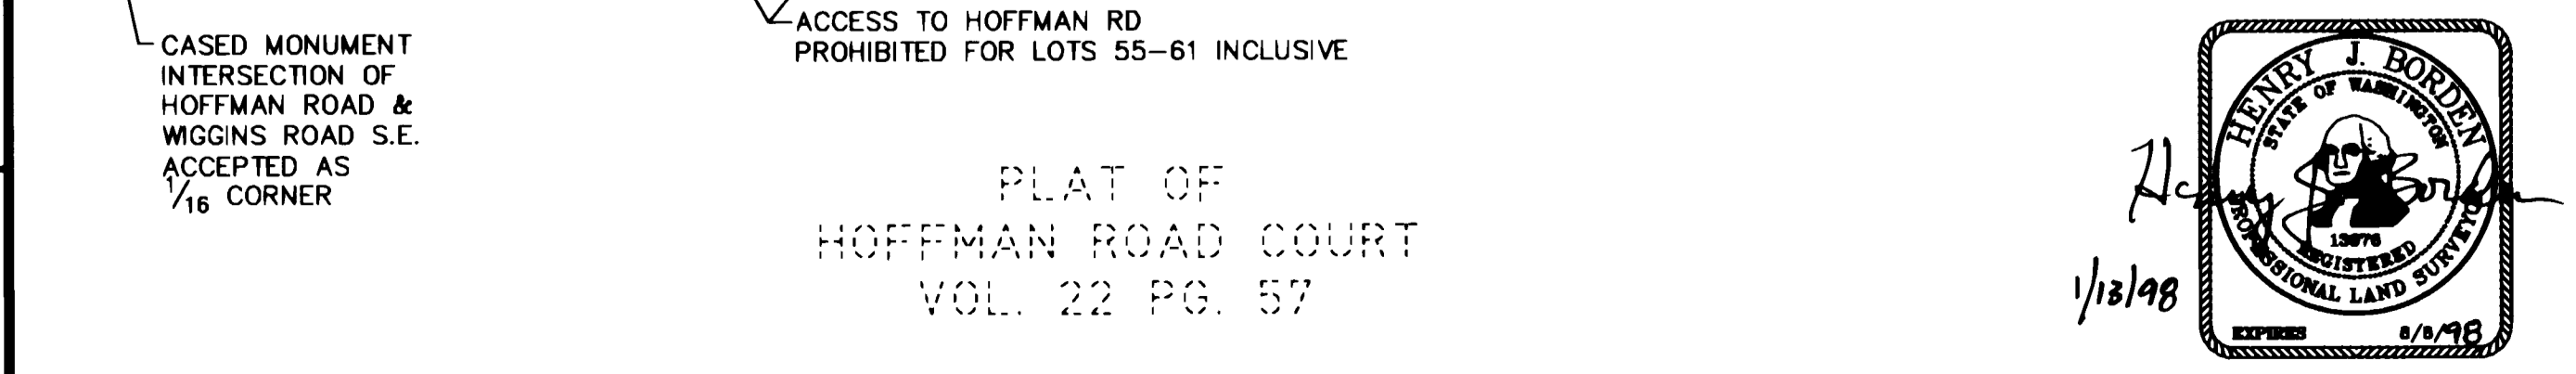 CASED MONUMENT
INTERSECTION OF
HOFFMAN ROAD &
WIGGINS ROAD S.E.
ACCEPTED AS
1/16 CORNER
ACCESS TO HOFFMAN RD
PROHIBITED FOR LOTS 55-61 INCLUSIVE
PLAT OF
HOFFMAN ROAD COURT
VOL. 22 PG. 57
HENRY J. BORDEN
STATE OF WASHINGTON
REGISTERED
PROFESSIONAL LAND SURVEYOR
1/13/98
EXPIRES 8/8/98